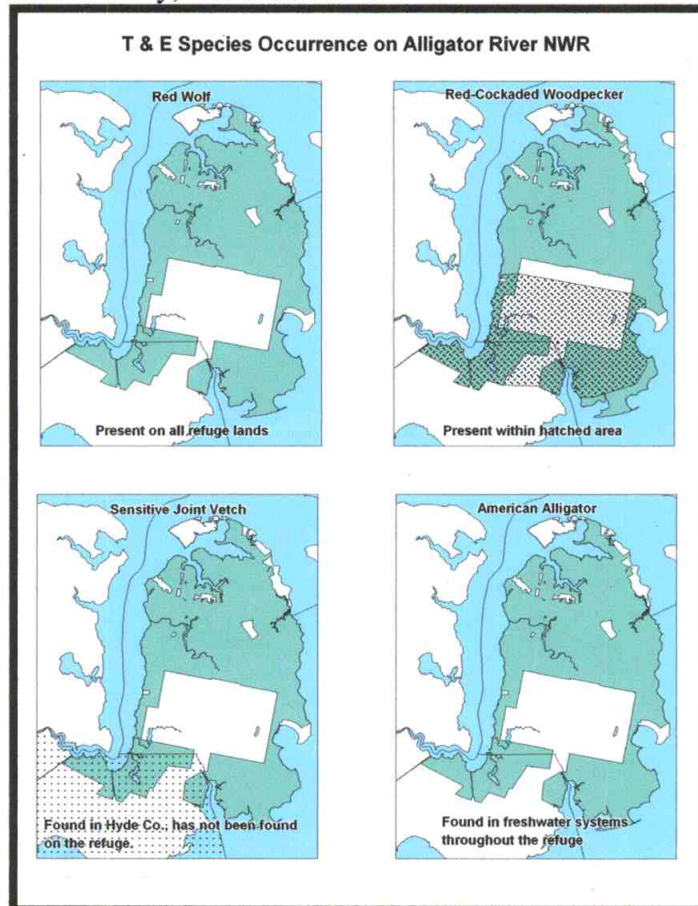 T & E Species Occurrence on Alligator River NWR
Red Wolf
Present on all refuge lands
Red-Cockaded Woodpecker
Present within hatched area
Sensitive Joint Vetch
Found in Hyde Co., has not been found
on the refuge.
American Alligator
Found in freshwater systems
throughout the refuge